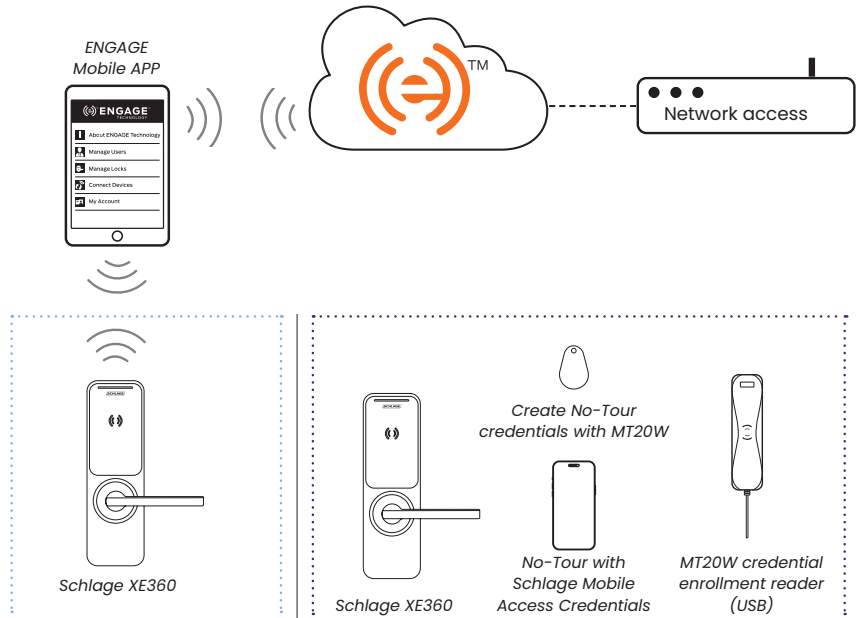 ENGAGE
Mobile APP
ENGAGE
TECHNOLOGY
About ENGAGE Technology
Manage Users
Manage Locks
Connect Devices
My Account
e
TM
Network access
SCHLAGE
Schlage XE360
SCHLAGE
Schlage XE360
Create No-Tour
credentials with MT20W
No-Tour with
Schlage Mobile
Access Credentials
MT20W credential
enrollment reader
(USB)